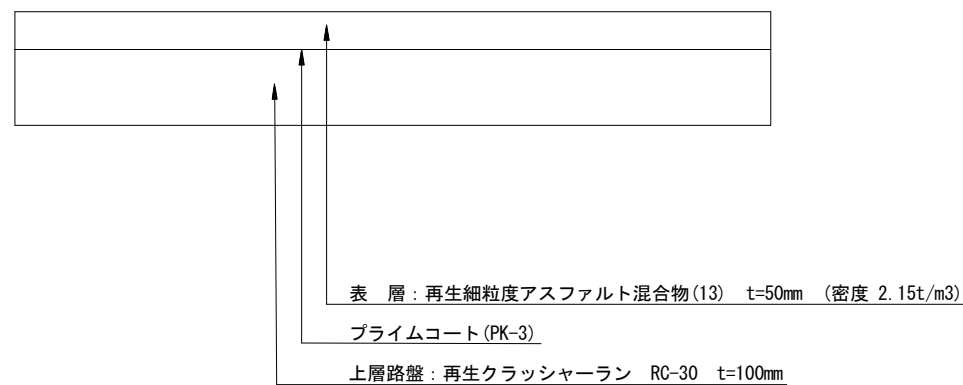 表　層：再生細粒度アスファルト混合物(13)　t=50mm　(密度 2.15t/m3)
プライムコート(PK-3)
上層路盤：再生クラッシャーラン　RC-30　t=100mm